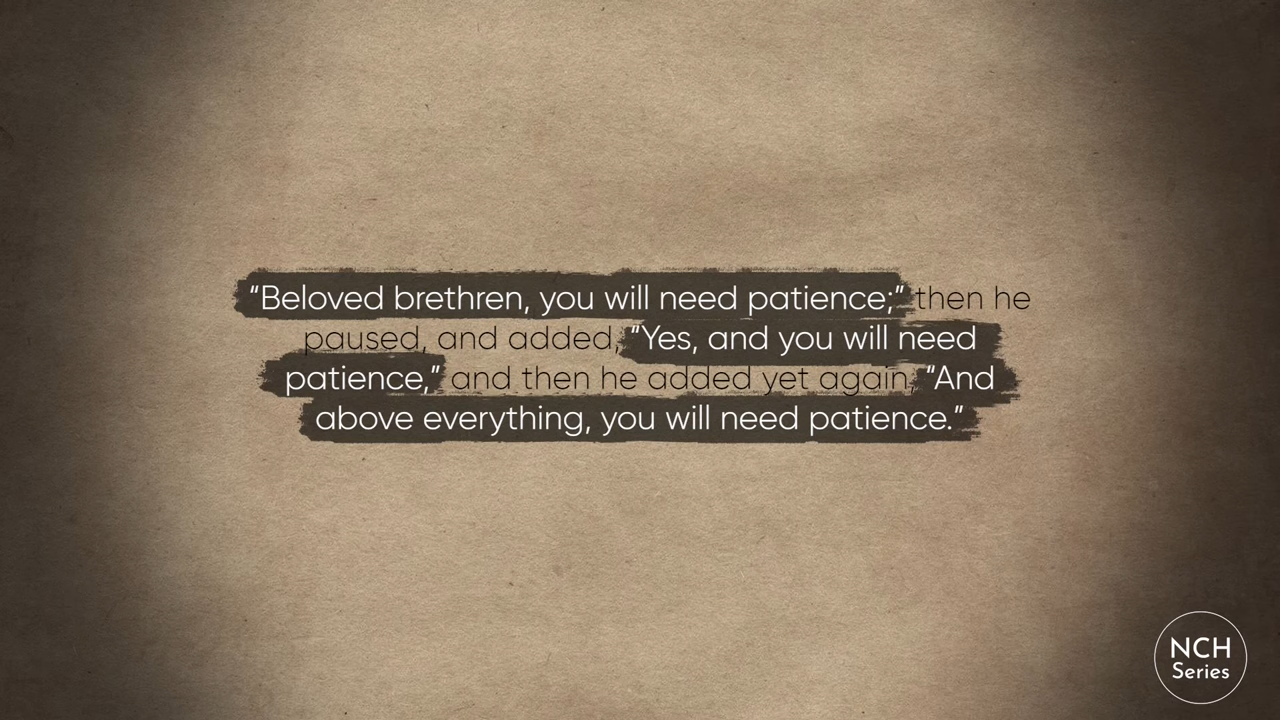 “Beloved brethren, you will need patience;” then he
paused, and added, “Yes, and you will need
patience,” and then he added yet again, “And
above everything, you will need patience.”
NCH
Series